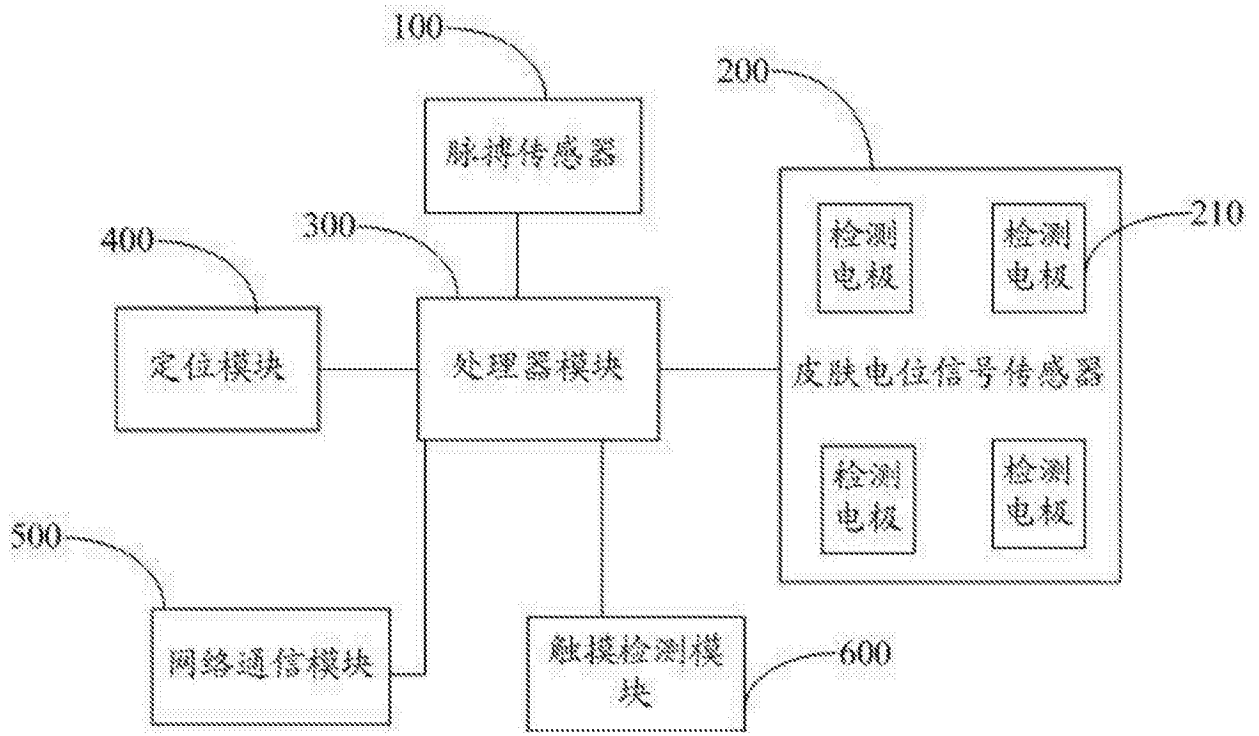 100
200
脉搏传感器
检测
电极
检测
电极
210
300
400
定位模块
处理器模块
皮肤电位信号传感器
检测
电极
检测
电极
500
网络通信模块
触摸检测模
块
600